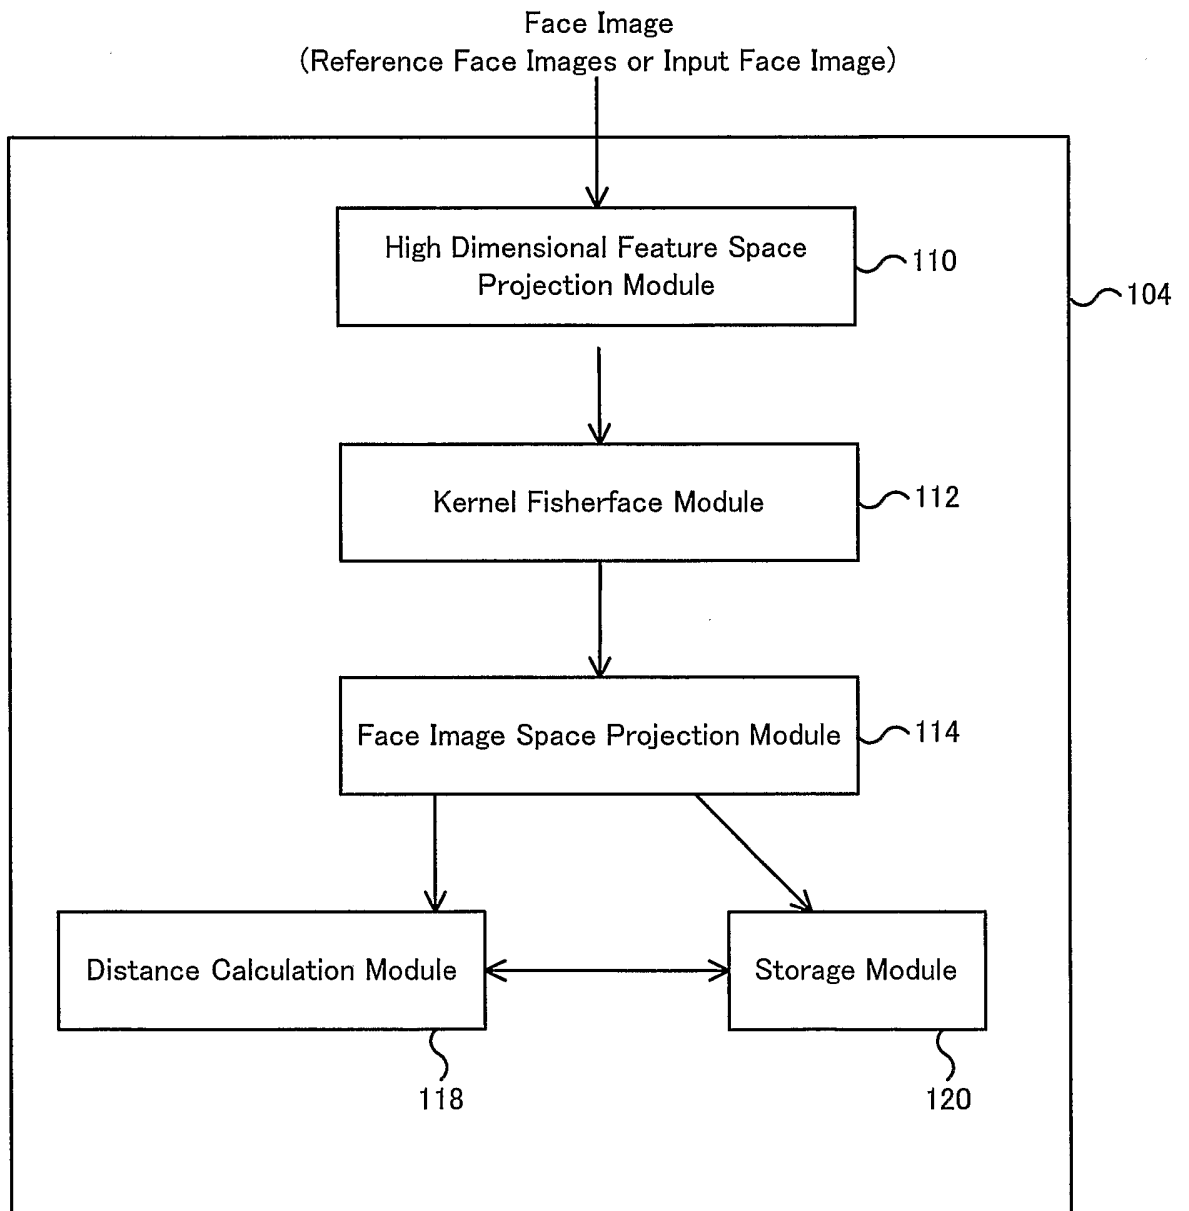 Face Image
(Reference Face Images or Input Face Image)
High Dimensional Feature Space
Projection Module
110
104
Kernel Fisherface Module
112
Face Image Space Projection Module
114
Distance Calculation Module
Storage Module
118
120